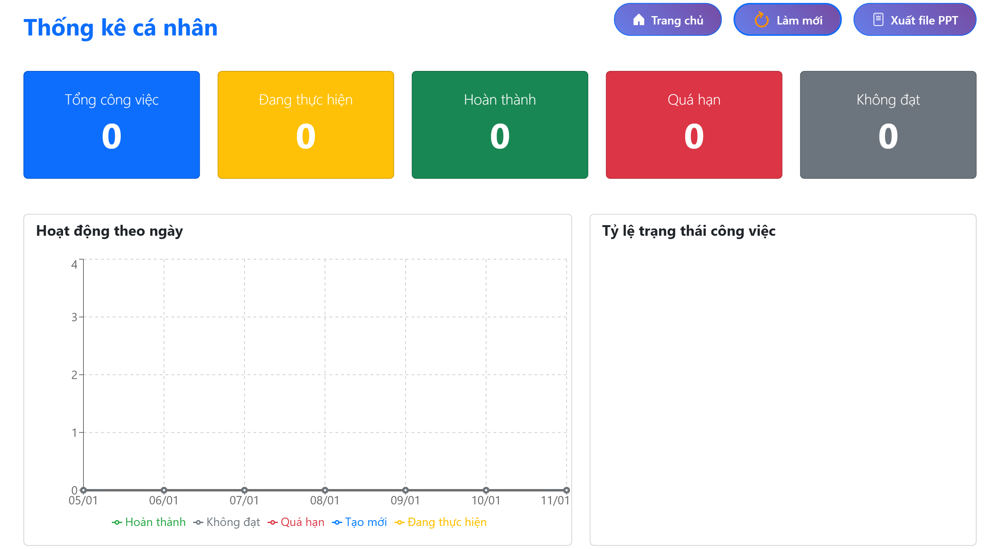 Thống kê cá nhân
Trang chủ
Làm mới
Xuất file PPT
Tổng công việc
0
Đang thực hiện
0
Hoàn thành
0
Quá hạn
0
Không đạt
0
Hoạt động theo ngày
4
3
2
1
0
05/01 06/01 07/01 08/01 09/01 10/01 11/01
Hoàn thành Không đạt Quá hạn Tạo mới Đang thực hiện
Tỷ lệ trạng thái công việc